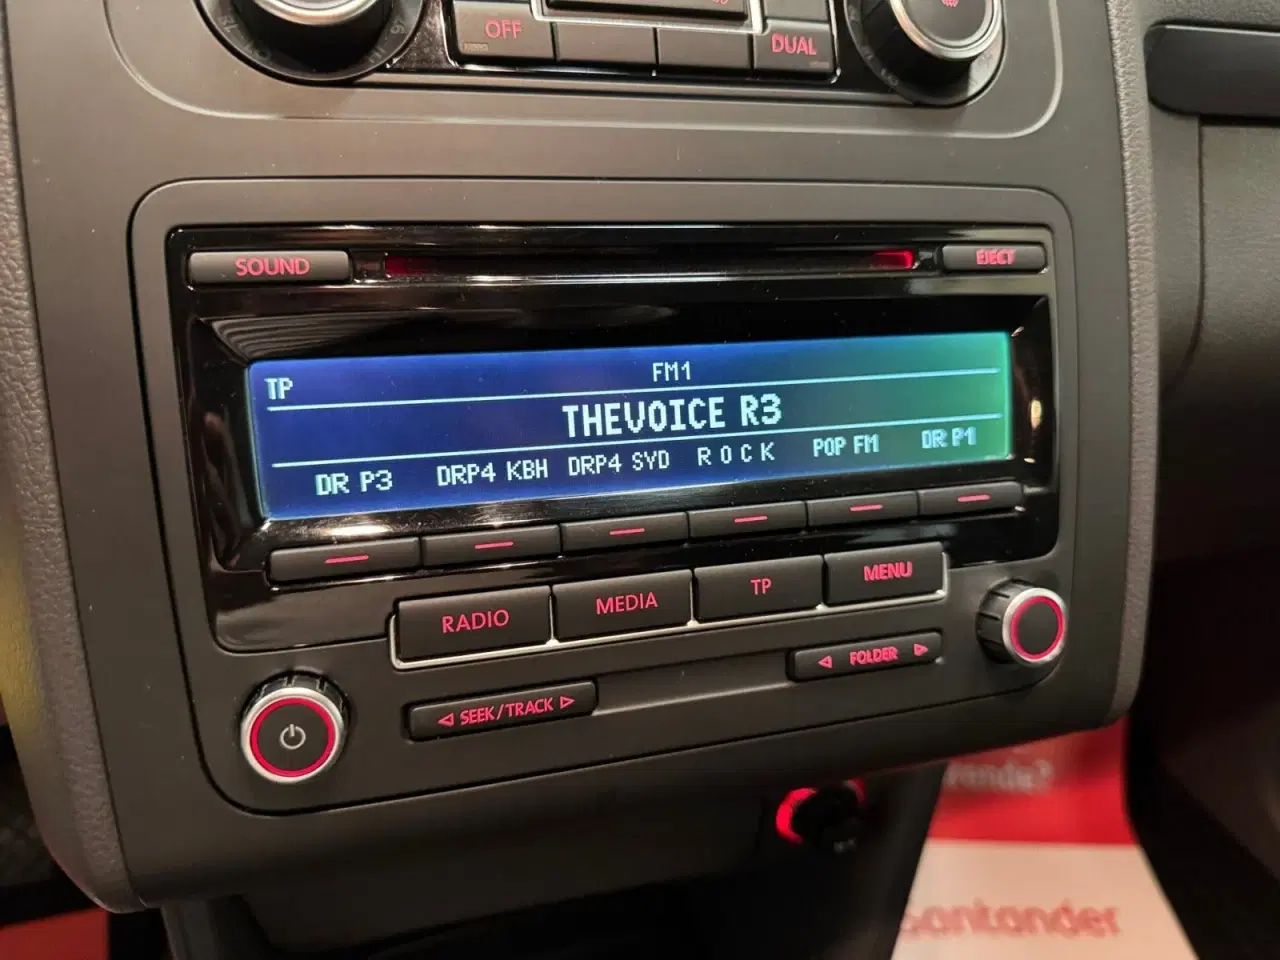 OFF
DUAL
SOUND
EJECT
TP
FM1
THEVOICE R3
DR P3 DRP4 KBH DRP4 SYD ROCK POP FM DR P1
RADIO MEDIA TP MENU
SEEK/TRACK
FOLDER
santander